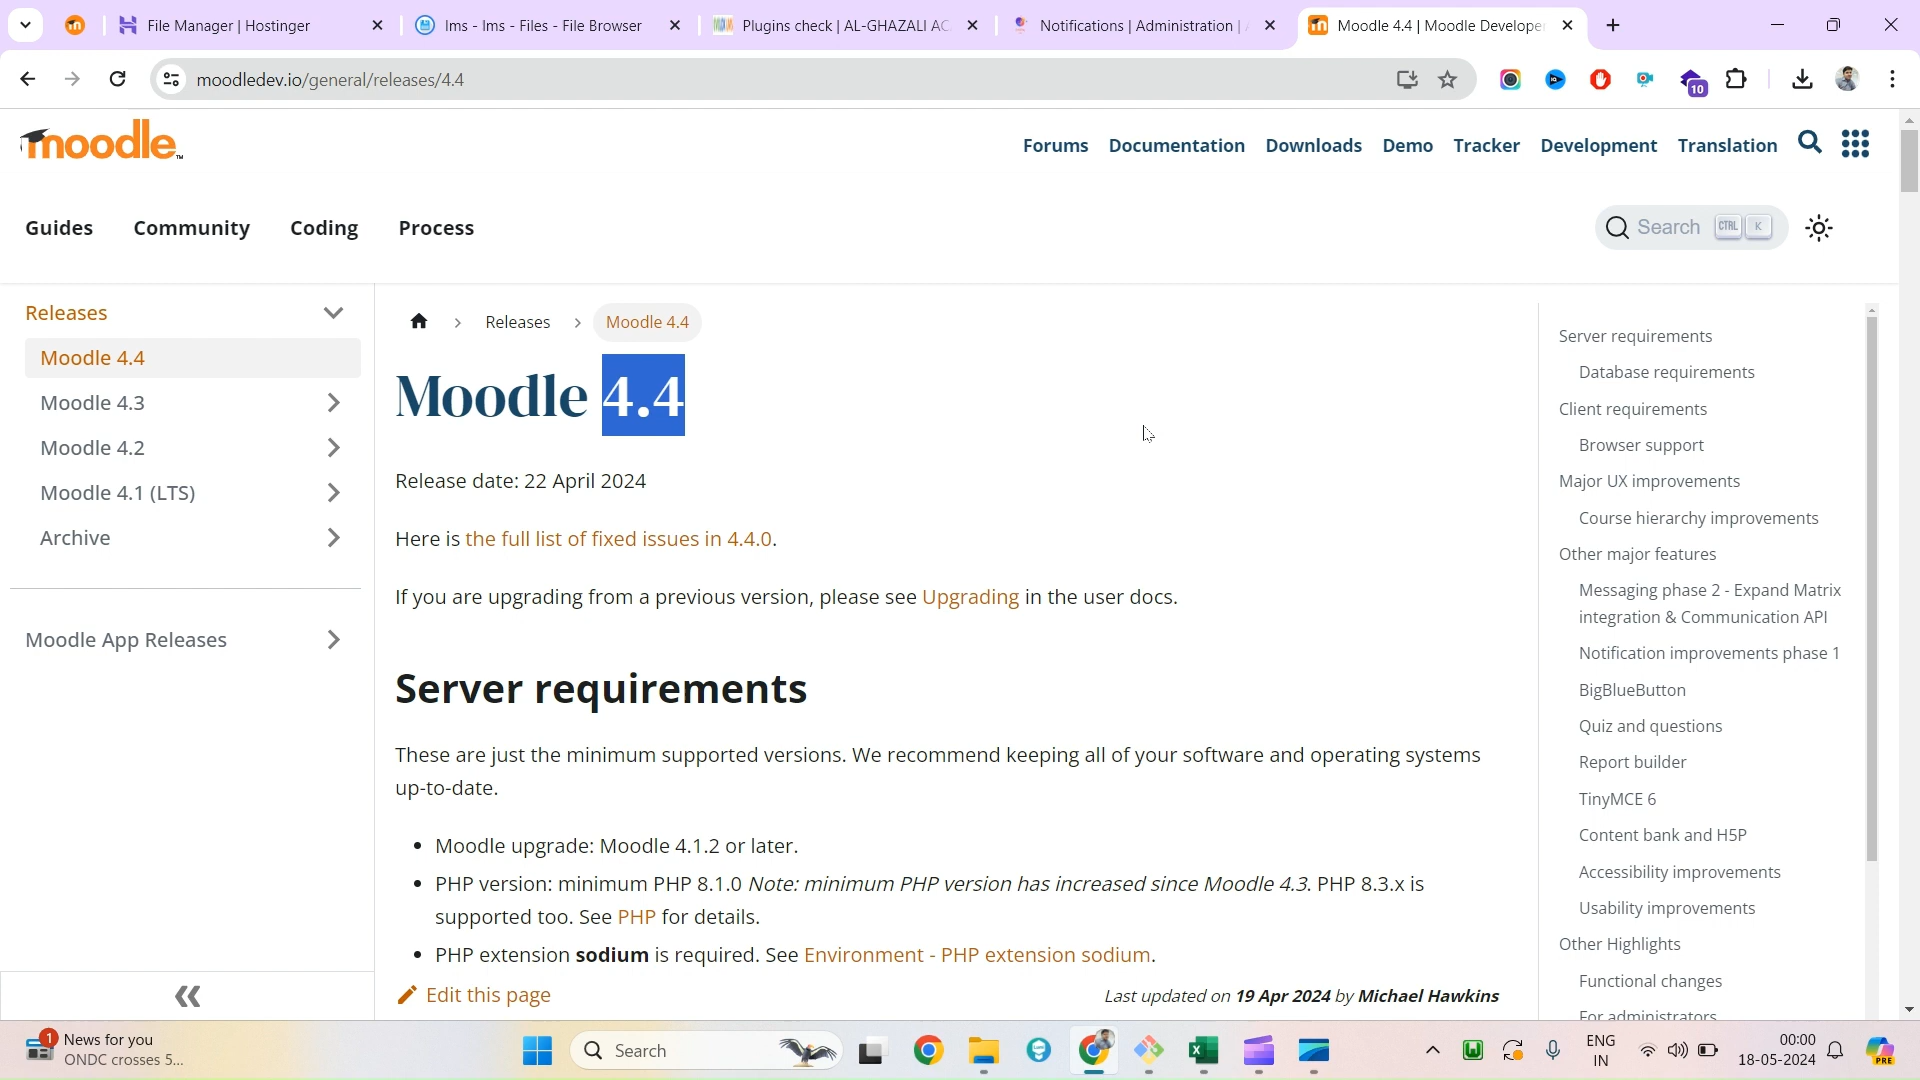 File Manager | Hostinger
lms - lms - Files - File Browser
Plugins check | AL-GHAZALI AC
Notifications | Administration |
Moodle 4.4 | Moodle Develope
moodledev.io/general/releases/4.4
10
moodle
Forums
Documentation
Downloads
Demo
Tracker
Development
Translation
Guides
Community
Coding
Process
Search CTRL K
Releases
Moodle 4.4
Moodle 4.3
Moodle 4.2
Moodle 4.1 (LTS)
Archive
Moodle App Releases
Releases
Moodle 4.4
Moodle 4.4
Release date: 22 April 2024
Here is the full list of fixed issues in 4.4.0.
If you are upgrading from a previous version, please see Upgrading in the user docs.
Server requirements
These are just the minimum supported versions. We recommend keeping all of your software and operating systems
up-to-date.
Moodle upgrade: Moodle 4.1.2 or later.
PHP version: minimum PHP 8.1.0 Note: minimum PHP version has increased since Moodle 4.3. PHP 8.3.x is
supported too. See PHP for details.
PHP extension sodium is required. See Environment - PHP extension sodium.
Edit this page
Last updated on 19 Apr 2024 by Michael Hawkins
Server requirements
Database requirements
Client requirements
Browser support
Major UX improvements
Course hierarchy improvements
Other major features
Messaging phase 2 - Expand Matrix
integration & Communication API
Notification improvements phase 1
BigBlueButton
Quiz and questions
Report builder
TinyMCE 6
Content bank and H5P
Accessibility improvements
Usability improvements
Other Highlights
Functional changes
For administrators
1
News for you
ONDC crosses 5...
Search
ENG
IN
00:00
18-05-2024
PRE